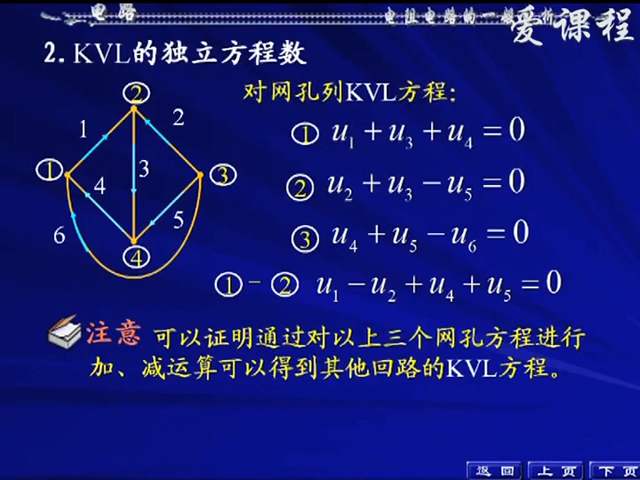 电路
电阻电路的一般分析
爱课程
2.KVL的独立方程数
对网孔列KVL方程:
① u₁ + u₃ + u₄ = 0
② u₂ + u₃ − u₅ = 0
③ u₄ + u₅ − u₆ = 0
① − ② u₁ − u₂ + u₄ + u₅ = 0
②
1 2
① 3 ③
4
6 5
④
注意 可以证明通过对以上三个网孔方程进行
加、减运算可以得到其他回路的KVL方程。
返回 上页 下页